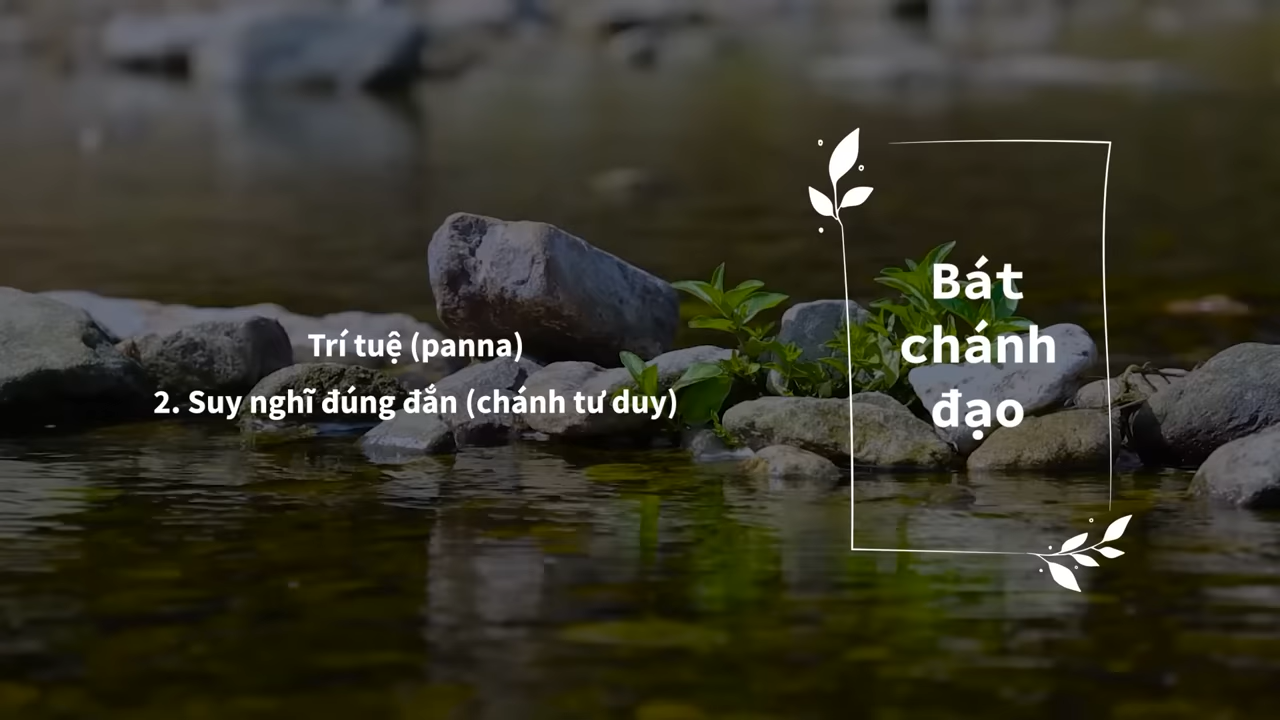 Trí tuệ (panna)
2. Suy nghĩ đúng đắn (chánh tư duy)
Bát
chánh
đạo